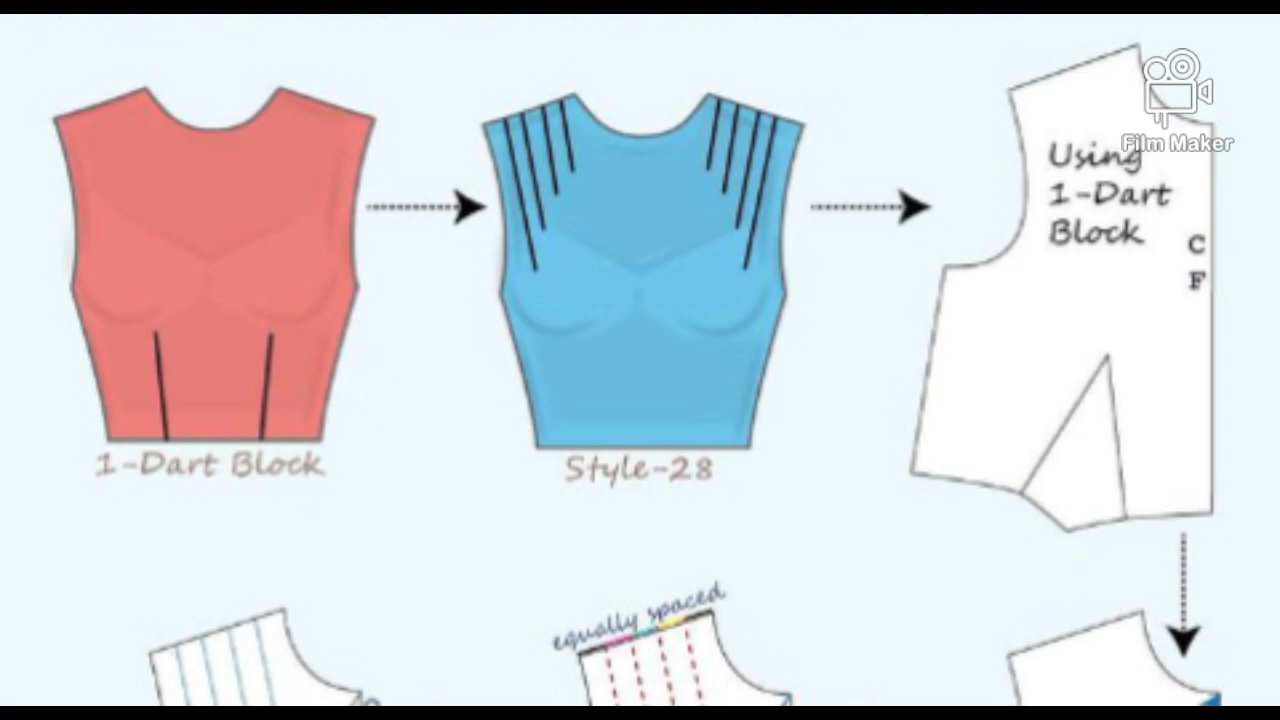 Film Maker
Using
1-Dart
Block
C
F
1-Dart Block
Style-28
equally spaced